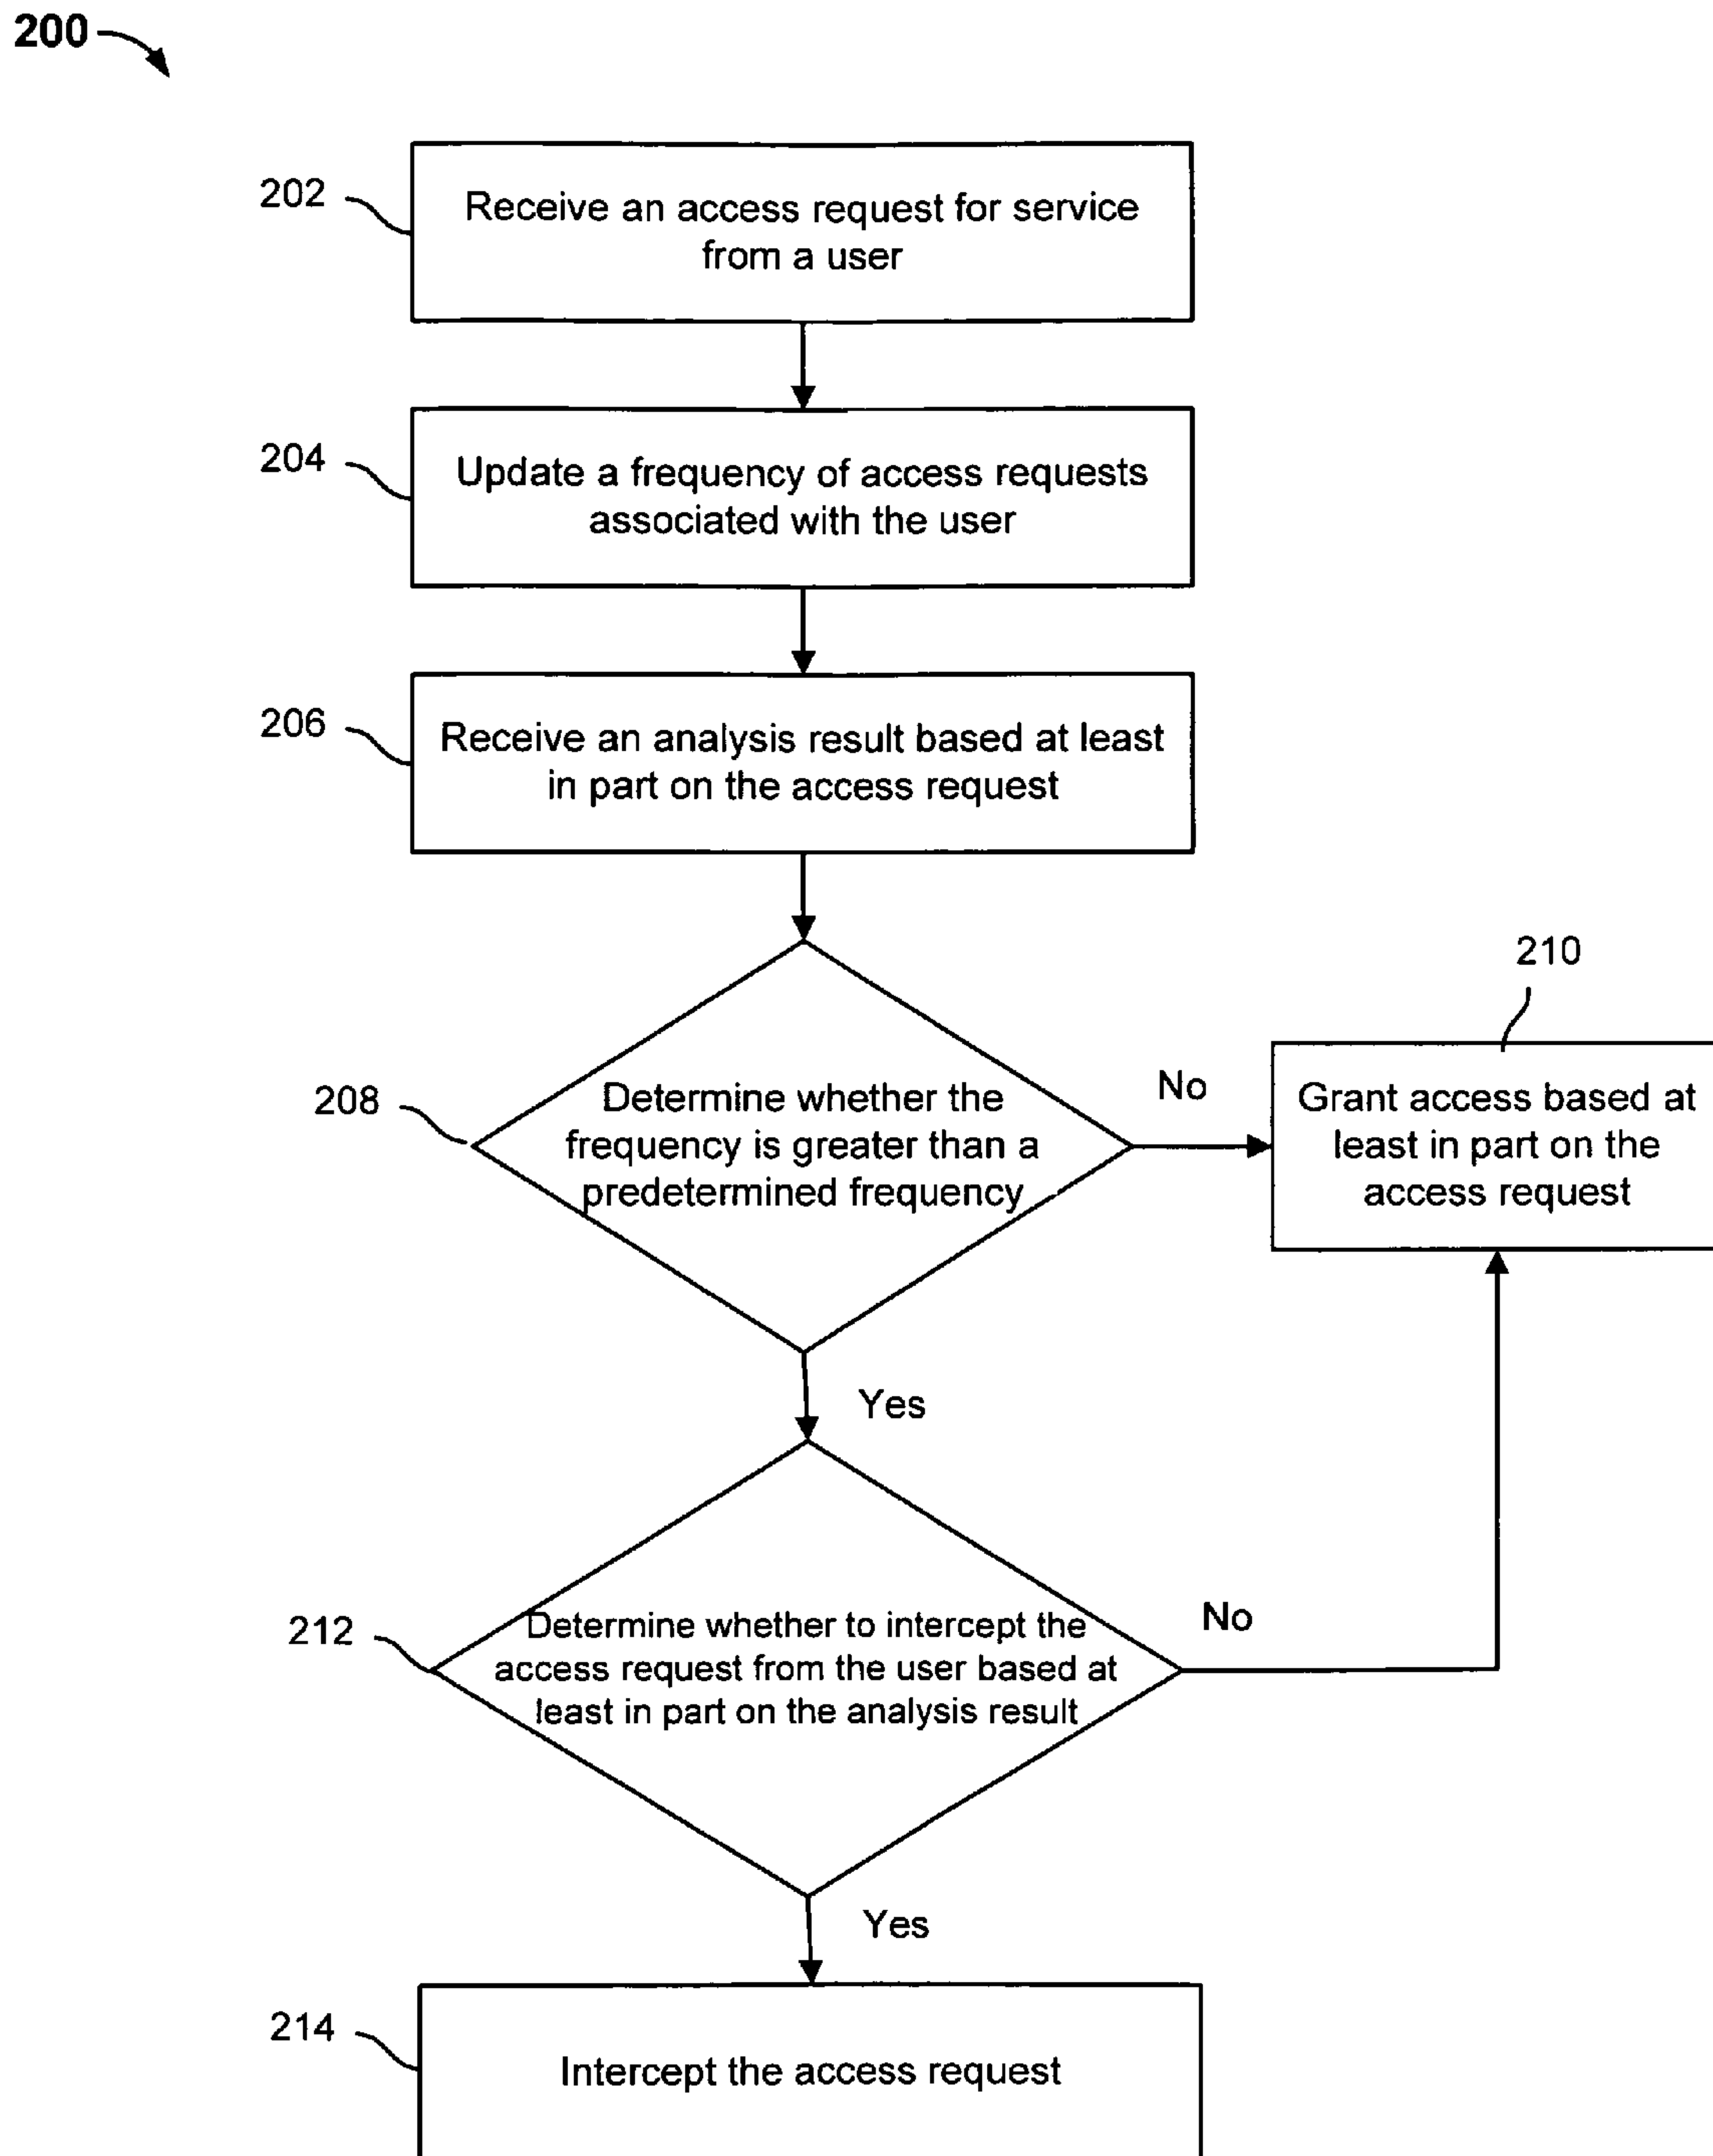 200
202
Receive an access request for service
from a user
204
Update a frequency of access requests
associated with the user
206
Receive an analysis result based at least
in part on the access request
210
208
Determine whether the
frequency is greater than a
predetermined frequency
No
Grant access based at
least in part on the
access request
Yes
212
Determine whether to intercept the
access request from the user based at
least in part on the analysis result
No
Yes
214
Intercept the access request